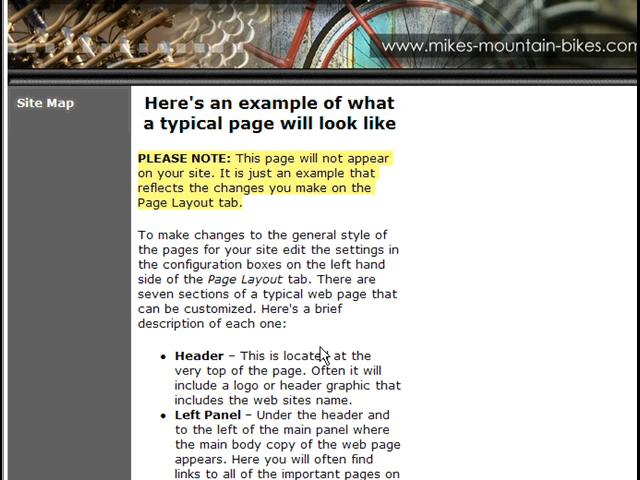 www.mikes-mountain-bikes.com
Site Map
Here's an example of what
a typical page will look like
PLEASE NOTE: This page will not appear
on your site. It is just an example that
reflects the changes you make on the
Page Layout tab.
To make changes to the general style of
the pages for your site edit the settings in
the configuration boxes on the left hand
side of the Page Layout tab. There are
seven sections of a typical web page that
can be customized. Here's a brief
description of each one:
• Header – This is located at the
very top of the page. Often it will
include a logo or header graphic that
includes the web sites name.
• Left Panel – Under the header and
to the left of the main panel where
the main body copy of the web page
appears. Here you will often find
links to all of the important pages on